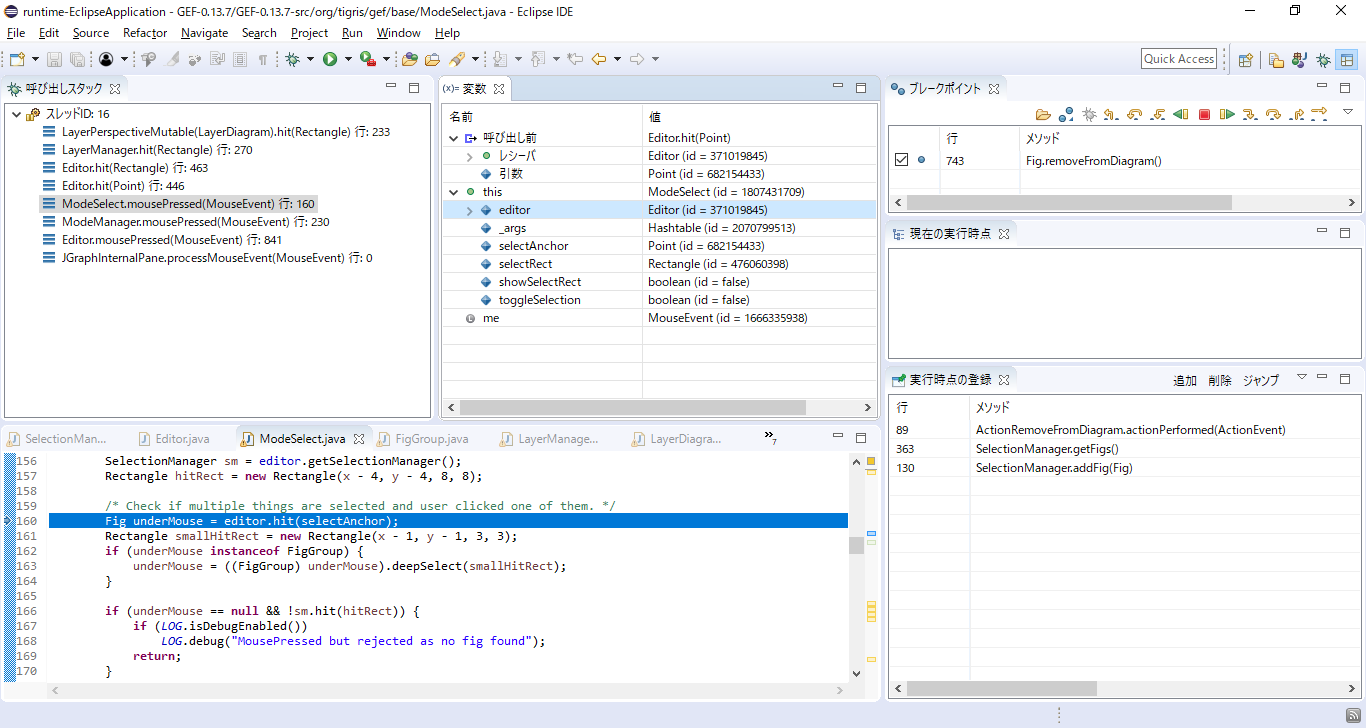 runtime-EclipseApplication - GEF-0.13.7/GEF-0.13.7-src/org/tigris/gef/base/ModeSelect.java - Eclipse IDE
File Edit Source Refactor Navigate Search Project Run Window Help
Quick Access
呼び出しスタック
スレッドID: 16
LayerPerspectiveMutable(LayerDiagram).hit(Rectangle) 行: 233
LayerManager.hit(Rectangle) 行: 270
Editor.hit(Rectangle) 行: 463
Editor.hit(Point) 行: 446
ModeSelect.mousePressed(MouseEvent) 行: 160
ModeManager.mousePressed(MouseEvent) 行: 230
Editor.mousePressed(MouseEvent) 行: 841
JGraphInternalPane.processMouseEvent(MouseEvent) 行: 0
(x)= 変数
名前 値
呼び出し前 Editor.hit(Point)
レシーバ Editor (id = 371019845)
引数 Point (id = 682154433)
this ModeSelect (id = 1807431709)
editor Editor (id = 371019845)
_args Hashtable (id = 2070799513)
selectAnchor Point (id = 682154433)
selectRect Rectangle (id = 476060398)
showSelectRect boolean (id = false)
toggleSelection boolean (id = false)
me MouseEvent (id = 1666335938)
ブレークポイント
行 メソッド
743 Fig.removeFromDiagram()
現在の実行時点
実行時点の登録 追加 削除 ジャンプ
行 メソッド
89 ActionRemoveFromDiagram.actionPerformed(ActionEvent)
363 SelectionManager.getFigs()
130 SelectionManager.addFig(Fig)
SelectionMan... Editor.java ModeSelect.java FigGroup.java LayerManage... LayerDiagra... »7
156 SelectionManager sm = editor.getSelectionManager();
157 Rectangle hitRect = new Rectangle(x - 4, y - 4, 8, 8);
158
159 /* Check if multiple things are selected and user clicked one of them. */
160 Fig underMouse = editor.hit(selectAnchor);
161 Rectangle smallHitRect = new Rectangle(x - 1, y - 1, 3, 3);
162 if (underMouse instanceof FigGroup) {
163 underMouse = ((FigGroup) underMouse).deepSelect(smallHitRect);
164 }
165
166 if (underMouse == null && !sm.hit(hitRect)) {
167 if (LOG.isDebugEnabled())
168 LOG.debug("MousePressed but rejected as no fig found");
169 return;
170 }